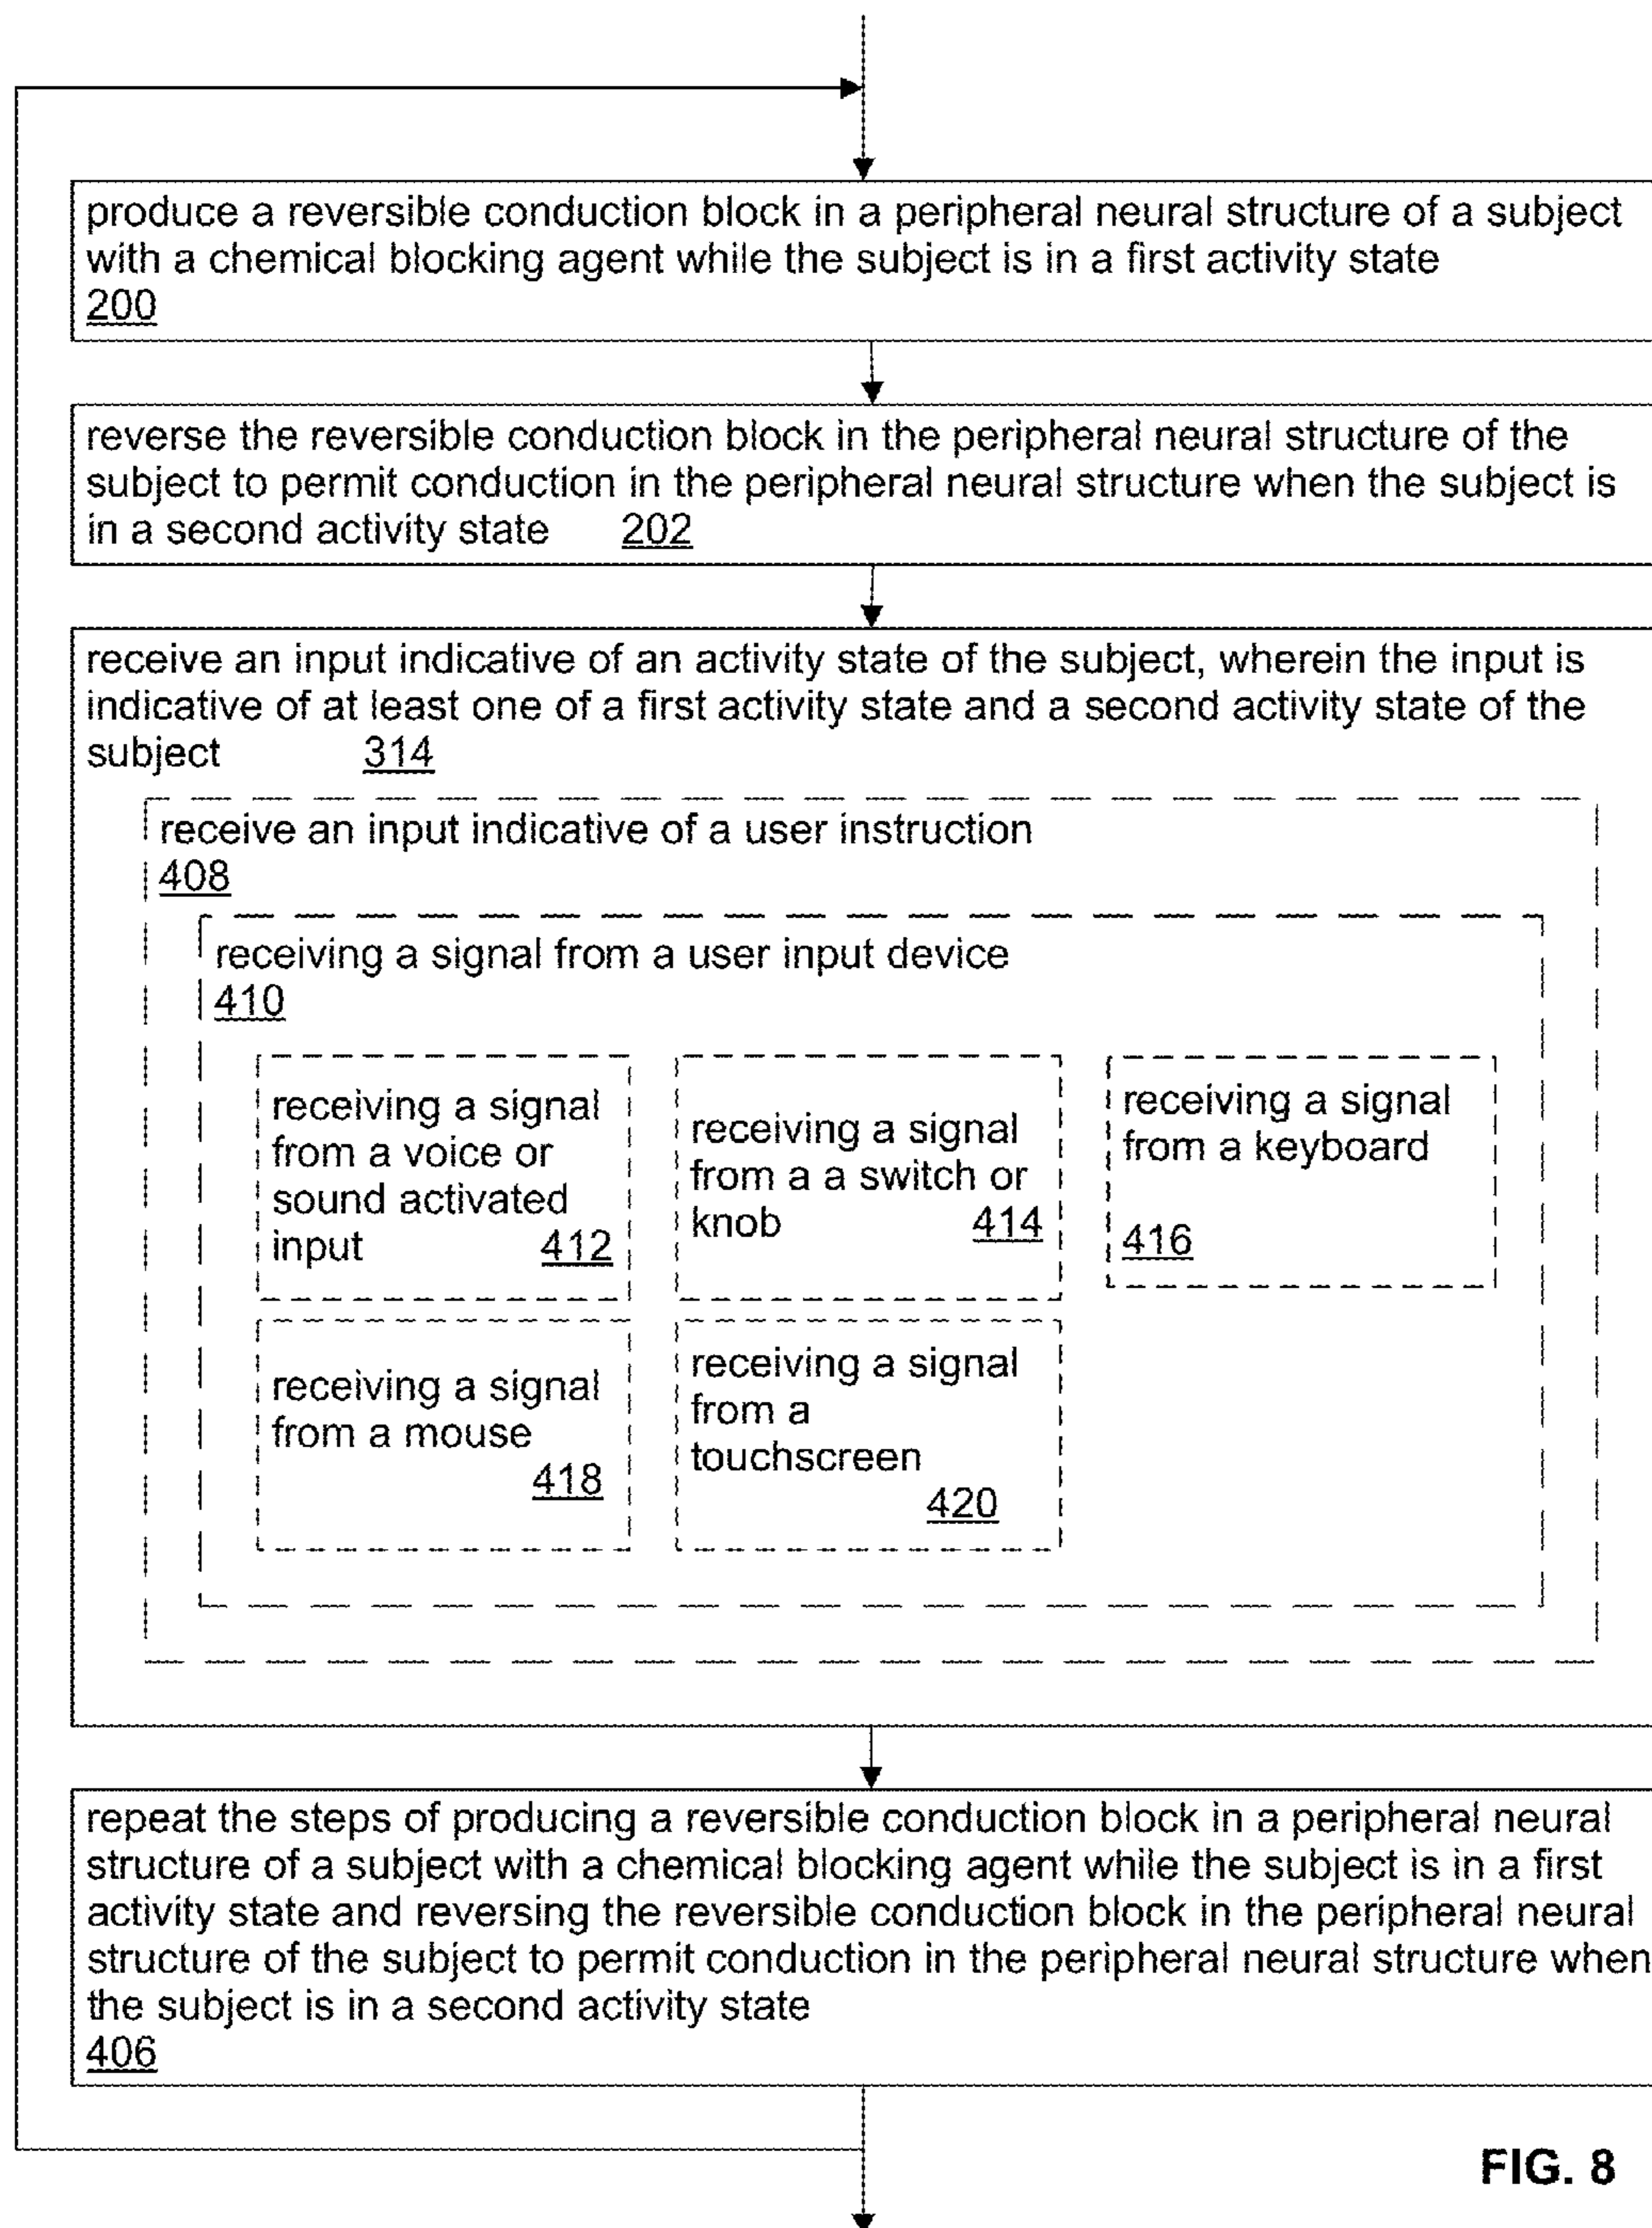 produce a reversible conduction block in a peripheral neural structure of a subject
with a chemical blocking agent while the subject is in a first activity state
200
reverse the reversible conduction block in the peripheral neural structure of the
subject to permit conduction in the peripheral neural structure when the subject is
in a second activity state 202
receive an input indicative of an activity state of the subject, wherein the input is
indicative of at least one of a first activity state and a second activity state of the
subject 314
receive an input indicative of a user instruction
408
receiving a signal from a user input device
410
receiving a signal
from a voice or
sound activated
input 412
receiving a signal
from a a switch or
knob 414
receiving a signal
from a keyboard
416
receiving a signal
from a mouse
418
receiving a signal
from a
touchscreen
420
repeat the steps of producing a reversible conduction block in a peripheral neural
structure of a subject with a chemical blocking agent while the subject is in a first
activity state and reversing the reversible conduction block in the peripheral neural
structure of the subject to permit conduction in the peripheral neural structure when
the subject is in a second activity state
406
FIG. 8